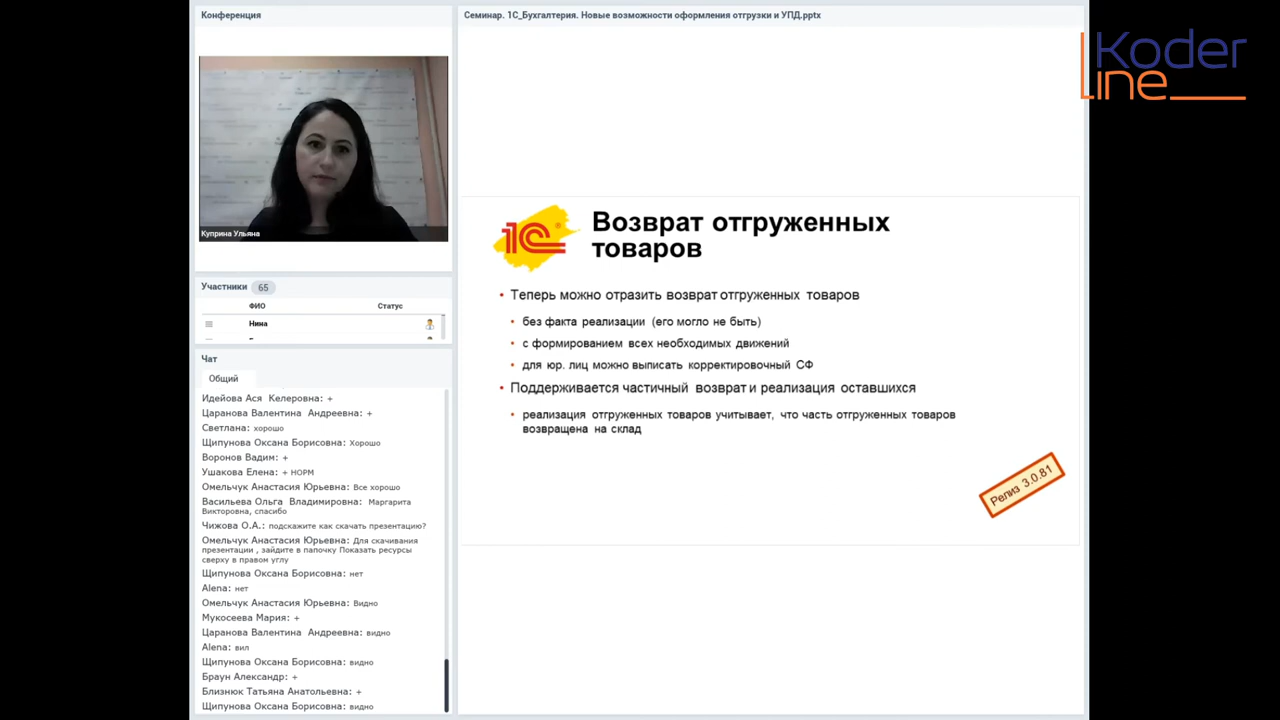 Конференция
Куприна Ульяна
Участники 65
ФИО Статус
Нина
Чат
Общий
Идейова Ася Келеровна: +
Царанова Валентина Андреевна: +
Светлана: хорошо
Щипунова Оксана Борисовна: Хорошо
Воронов Вадим: +
Ушакова Елена: + НОРМ
Омельчук Анастасия Юрьевна: Все хорошо
Васильева Ольга Владимировна: Маргарита
Викторовна, спасибо
Чижова О.А.: подскажите как скачать презентацию?
Омельчук Анастасия Юрьевна: Для скачивания
презентации , зайдите в папочку Показать ресурсы
сверху в правом углу
Щипунова Оксана Борисовна: нет
Alena: нет
Омельчук Анастасия Юрьевна: Видно
Мукосеева Мария: +
Царанова Валентина Андреевна: видно
Alena: вил
Щипунова Оксана Борисовна: видно
Браун Александр: +
Близнюк Татьяна Анатольевна: +
Щипунова Оксана Борисовна: видно
Семинар. 1С_Бухгалтерия. Новые возможности оформления отгрузки и УПД.pptx
Koder
Line
1С
Возврат отгруженных
товаров
• Теперь можно отразить возврат отгруженных товаров
• без факта реализации (его могло не быть)
• с формированием всех необходимых движений
• для юр. лиц можно выписать корректировочный СФ
• Поддерживается частичный возврат и реализация оставшихся
• реализация отгруженных товаров учитывает, что часть отгруженных товаров
возвращена на склад
Релиз 3.0.81